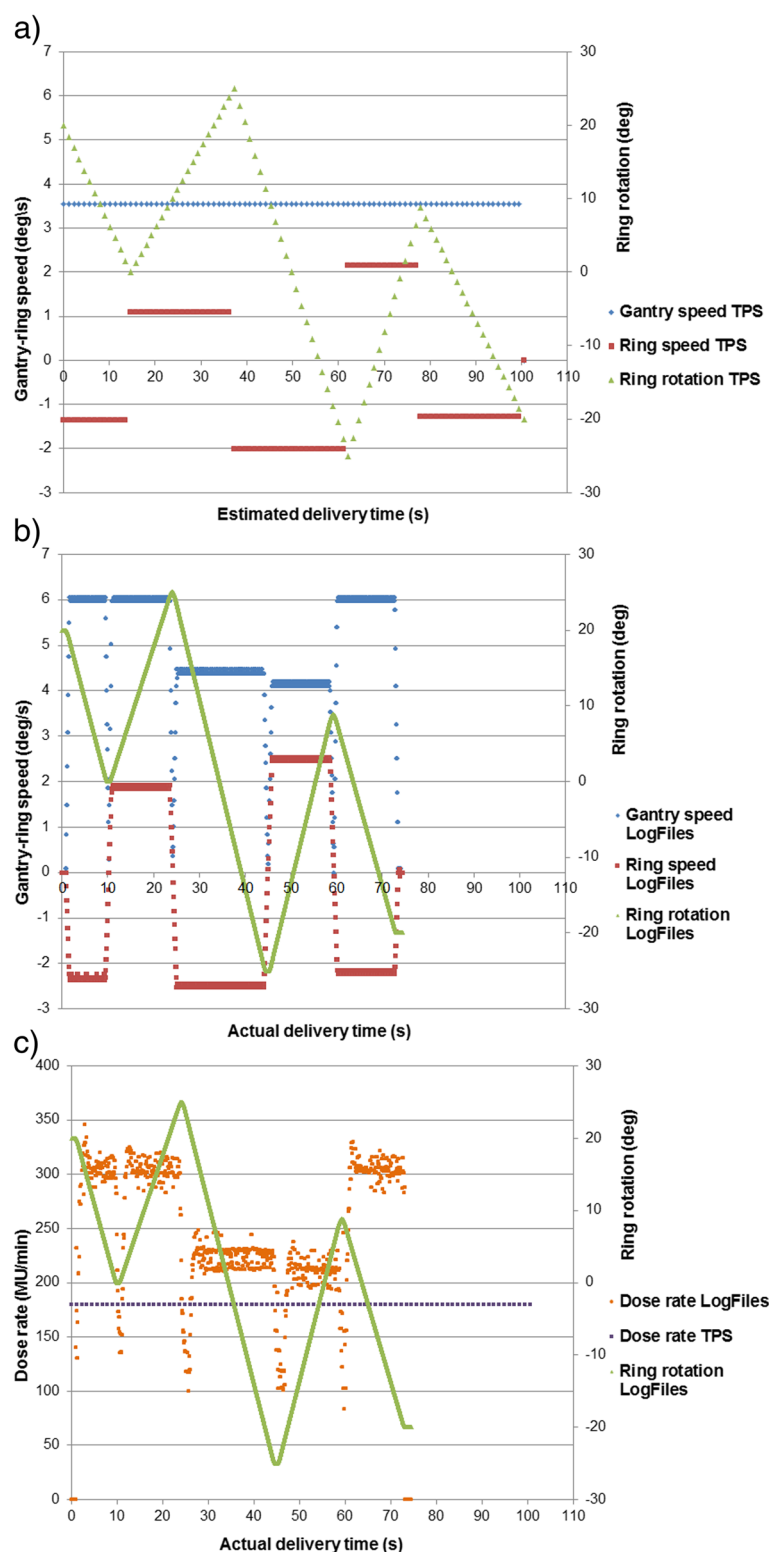 a)
7
6
5
4
3
2
1
0
-1
-2
-3
Gantry-ring speed (deg\s)
0 10 20 30 40 50 60 70 80 90 100 110
30
20
10
0
-10
-20
-30
Ring rotation (deg)
Gantry speed TPS
Ring speed TPS
Ring rotation TPS
Estimated delivery time (s)
b)
7
6
5
4
3
2
1
0
-1
-2
-3
Gantry-ring speed (deg/s)
0 10 20 30 40 50 60 70 80 90 100 110
30
20
10
0
-10
-20
-30
Ring rotation (deg)
Gantry speed
LogFiles
Ring speed
LogFiles
Ring rotation
LogFiles
Actual delivery time (s)
c)
400
350
300
250
200
150
100
50
0
Dose rate (MU/min)
0 10 20 30 40 50 60 70 80 90 100 110
30
20
10
0
-10
-20
-30
Ring rotation (deg)
Dose rate LogFiles
Dose rate TPS
Ring rotation
LogFiles
Actual delivery time (s)